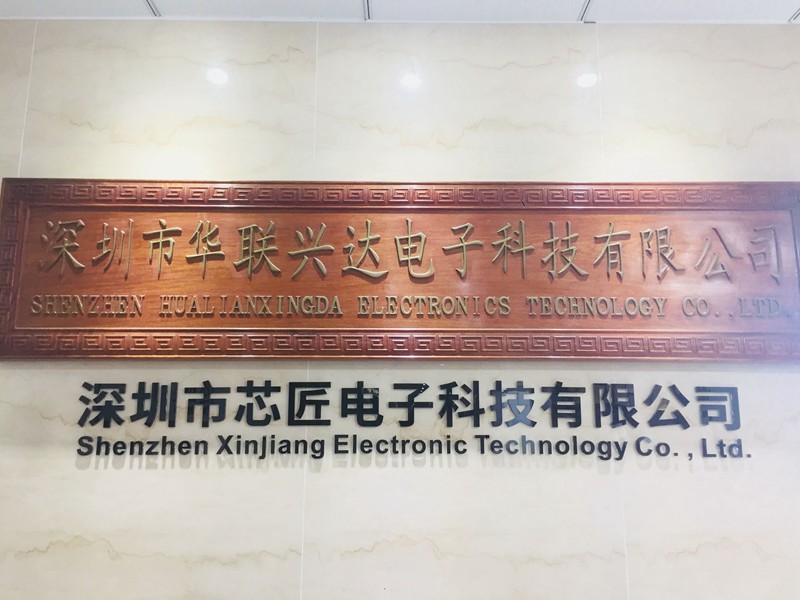 深圳市华联兴达电子科技有限公司
SHENZHEN HUALIANXINGDA ELECTRONICS TECHNOLOGY CO.,LTD.
深圳市芯匠电子科技有限公司
Shenzhen XinJiang Electronic Technology Co.,Ltd.